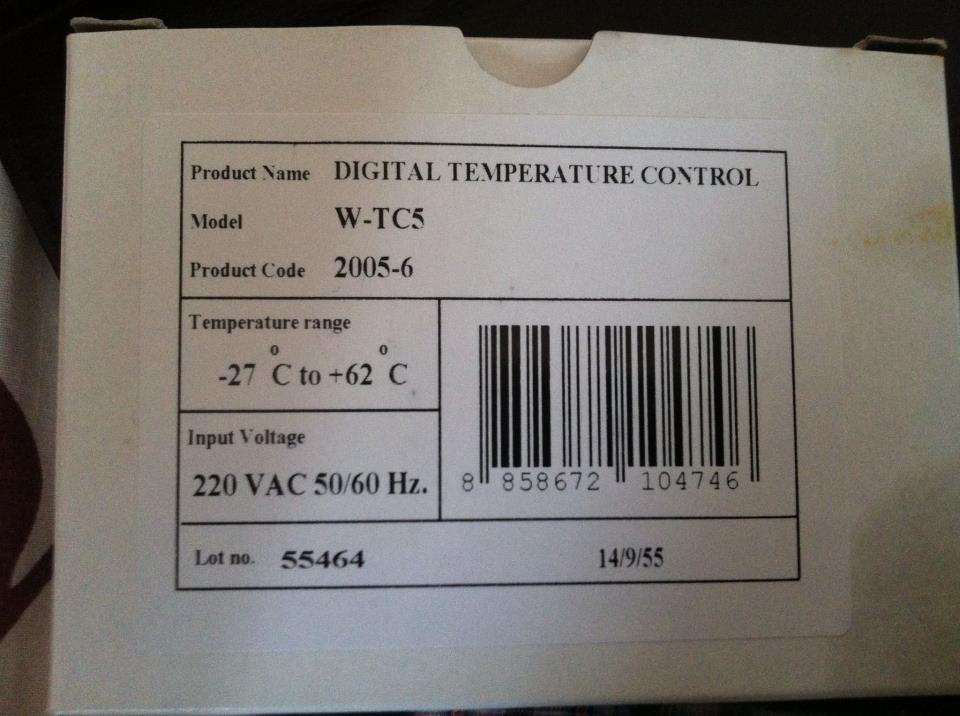 Product Name DIGITAL TEMPERATURE CONTROL
Model W-TC5
Product Code 2005-6
Temperature range
-27 °C to +62 °C
Input Voltage
220 VAC 50/60 Hz.
8 858672 104746
Lot no. 55464 14/9/55